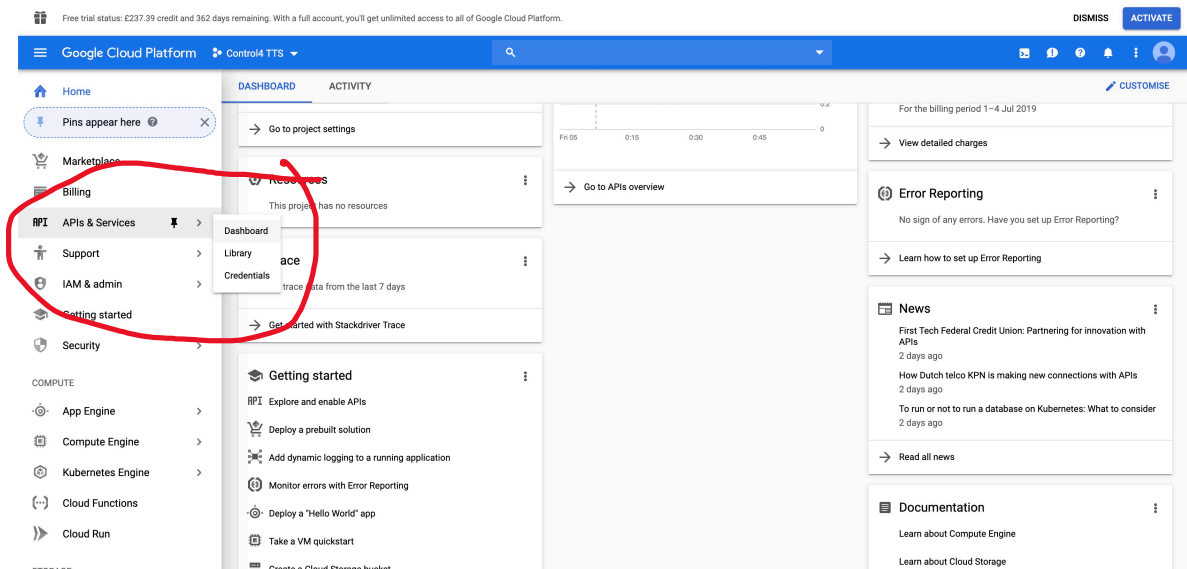 Free trial status: £237.39 credit and 362 days remaining. With a full account, you'll get unlimited access to all of Google Cloud Platform.
DISMISS
ACTIVATE
Google Cloud Platform
Control4 TTS
Home
Pins appear here
Marketplace
Billing
API APIs & Services
Support
IAM & admin
Getting started
Security
COMPUTE
App Engine
Compute Engine
Kubernetes Engine
Cloud Functions
Cloud Run
Dashboard
Library
Credentials
DASHBOARD
ACTIVITY
CUSTOMISE
Go to project settings
Resources
This project has no resources
trace data from the last 7 days
Get started with Stackdriver Trace
Getting started
API Explore and enable APIs
Deploy a prebuilt solution
Add dynamic logging to a running application
Monitor errors with Error Reporting
Deploy a "Hello World" app
Take a VM quickstart
Create a Cloud Storage bucket
0.2
0
Fri 05
0:15
0:30
0:45
Go to APIs overview
For the billing period 1–4 Jul 2019
View detailed charges
Error Reporting
No sign of any errors. Have you set up Error Reporting?
Learn how to set up Error Reporting
News
First Tech Federal Credit Union: Partnering for innovation with
APIs
2 days ago
How Dutch telco KPN is making new connections with APIs
2 days ago
To run or not to run a database on Kubernetes: What to consider
2 days ago
Read all news
Documentation
Learn about Compute Engine
Learn about Cloud Storage